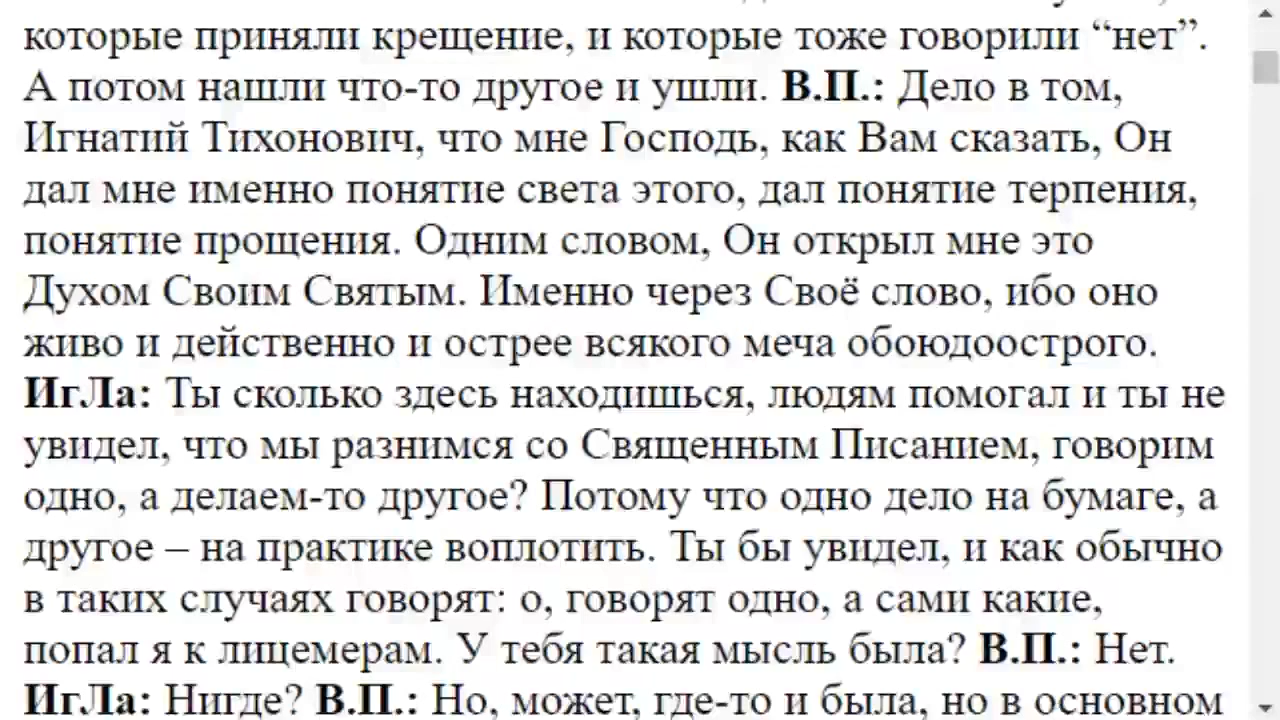 которые приняли крещение, и которые тоже говорили “нет”.
А потом нашли что-то другое и ушли. В.П.: Дело в том,
Игнатий Тихонович, что мне Господь, как Вам сказать, Он
дал мне именно понятие света этого, дал понятие терпения,
понятие прощения. Одним словом, Он открыл мне это
Духом Своим Святым. Именно через Своё слово, ибо оно
живо и действенно и острее всякого меча обоюдоострого.
ИгЛа: Ты сколько здесь находишься, людям помогал и ты не
увидел, что мы разнимся со Священным Писанием, говорим
одно, а делаем-то другое? Потому что одно дело на бумаге, а
другое – на практике воплотить. Ты бы увидел, и как обычно
в таких случаях говорят: о, говорят одно, а сами какие,
попал я к лицемерам. У тебя такая мысль была? В.П.: Нет.
ИгЛа: Нигде? В.П.: Но, может, где-то и была, но в основном